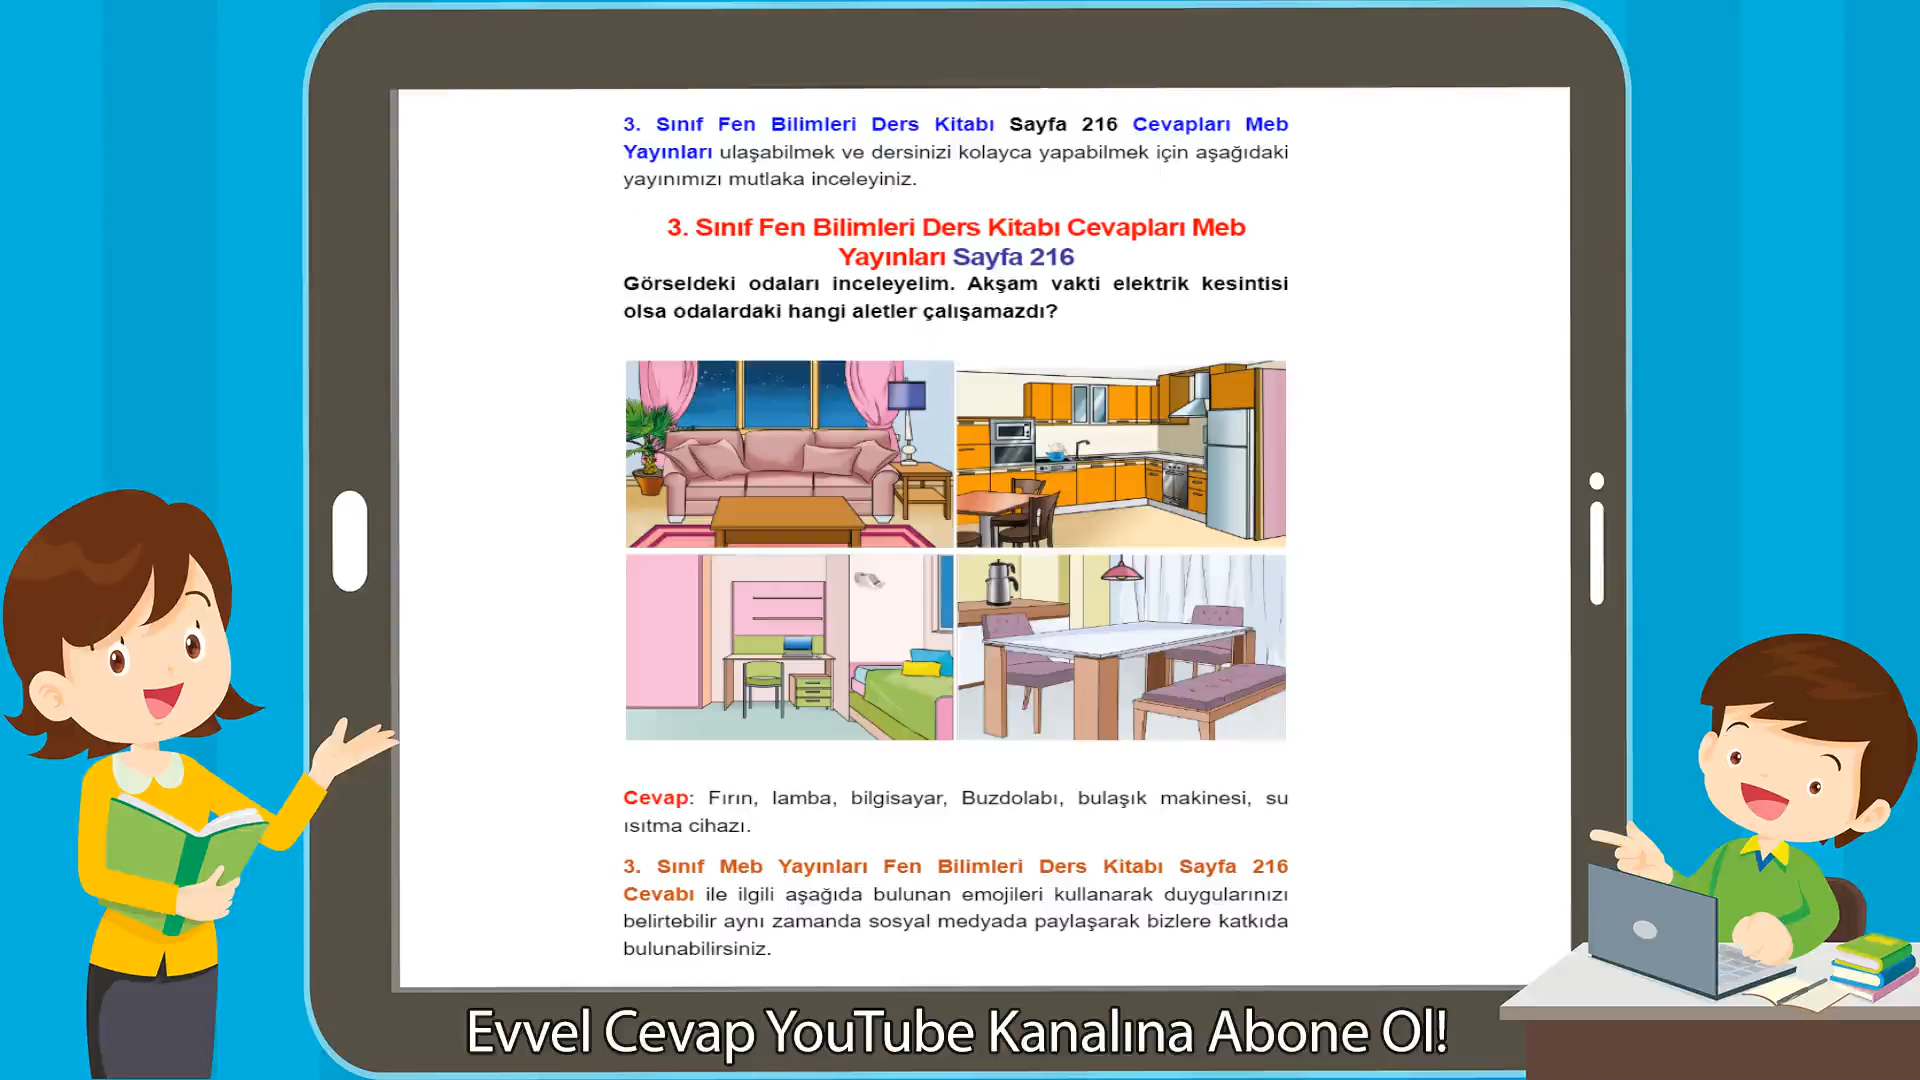 3. Sınıf Fen Bilimleri Ders Kitabı Sayfa 216 Cevapları Meb
Yayınları ulaşabilmek ve dersinizi kolayca yapabilmek için aşağıdaki
yayınımızı mutlaka inceleyiniz.
3. Sınıf Fen Bilimleri Ders Kitabı Cevapları Meb
Yayınları Sayfa 216
Görseldeki odaları inceleyelim. Akşam vakti elektrik kesintisi
olsa odalardaki hangi aletler çalışamazdı?
Cevap: Fırın, lamba, bilgisayar, Buzdolabı, bulaşık makinesi, su
ısıtma cihazı.
3. Sınıf Meb Yayınları Fen Bilimleri Ders Kitabı Sayfa 216
Cevabı ile ilgili aşağıda bulunan emojileri kullanarak duygularınızı
belirtebilir aynı zamanda sosyal medyada paylaşarak bizlere katkıda
bulunabilirsiniz.
Evvel Cevap YouTube Kanalına Abone Ol!